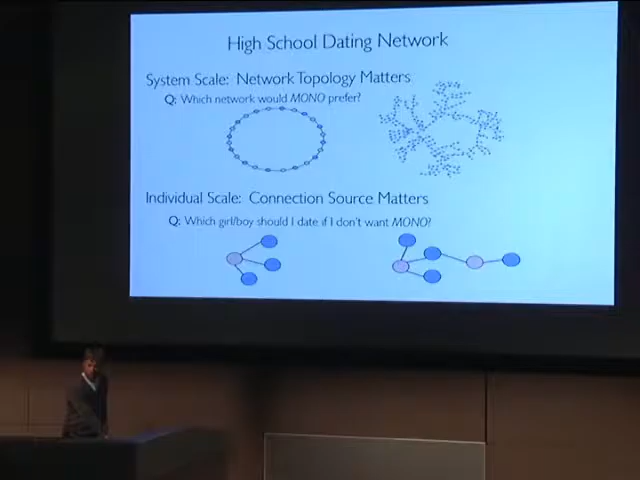 High School Dating Network
System Scale: Network Topology Matters
Q: Which network would MONO prefer?
Individual Scale: Connection Source Matters
Q: Which girl/boy should I date if I don't want MONO?